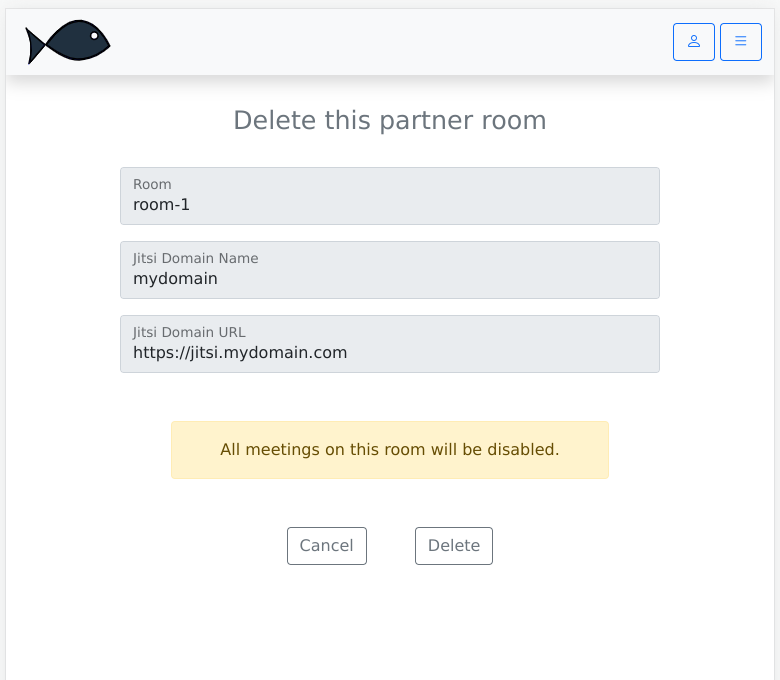 Delete this partner room
Room
room-1
Jitsi Domain Name
mydomain
Jitsi Domain URL
https://jitsi.mydomain.com
All meetings on this room will be disabled.
Cancel
Delete